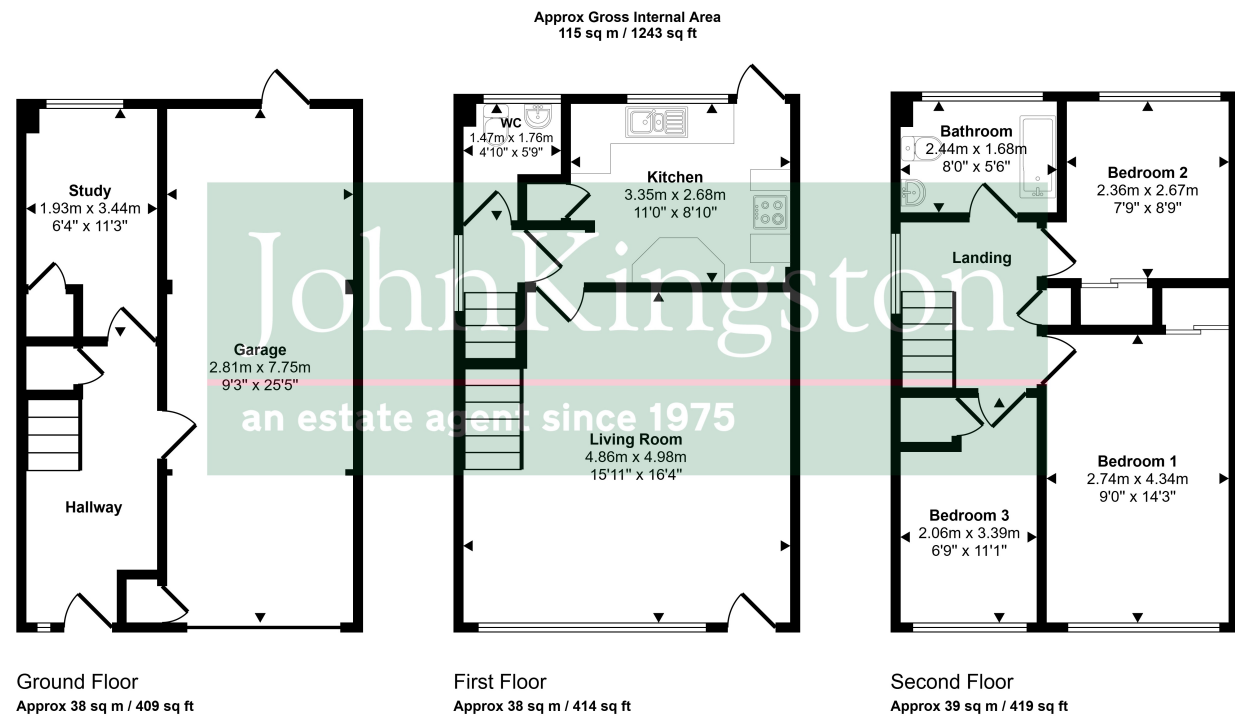 Approx Gross Internal Area
115 sq m / 1243 sq ft
Study
1.93m x 3.44m
6'4" x 11'3"
Garage
2.81m x 7.75m
9'3" x 25'5"
Hallway
WC
1.47m x 1.76m
4'10" x 5'9"
Kitchen
3.35m x 2.68m
11'0" x 8'10"
Living Room
4.86m x 4.98m
15'11" x 16'4"
Bathroom
2.44m x 1.68m
8'0" x 5'6"
Bedroom 2
2.36m x 2.67m
7'9" x 8'9"
Landing
Bedroom 1
2.74m x 4.34m
9'0" x 14'3"
Bedroom 3
2.06m x 3.39m
6'9" x 11'1"
JohnKingston
an estate agent since 1975
Ground Floor
Approx 38 sq m / 409 sq ft
First Floor
Approx 38 sq m / 414 sq ft
Second Floor
Approx 39 sq m / 419 sq ft